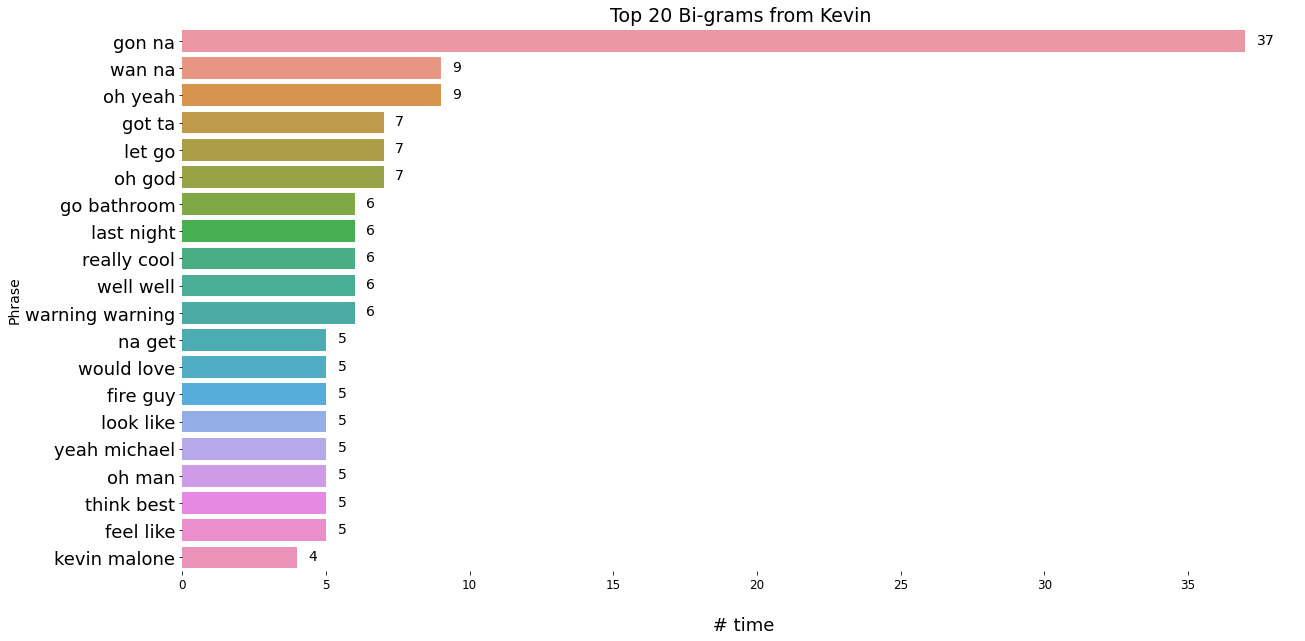 Top 20 Bi-grams from Kevin
Phrase
gon na 37
wan na 9
oh yeah 9
got ta 7
let go 7
oh god 7
go bathroom 6
last night 6
really cool 6
well well 6
warning warning 6
na get 5
would love 5
fire guy 5
look like 5
yeah michael 5
oh man 5
think best 5
feel like 5
kevin malone 4
0 5 10 15 20 25 30 35
# time